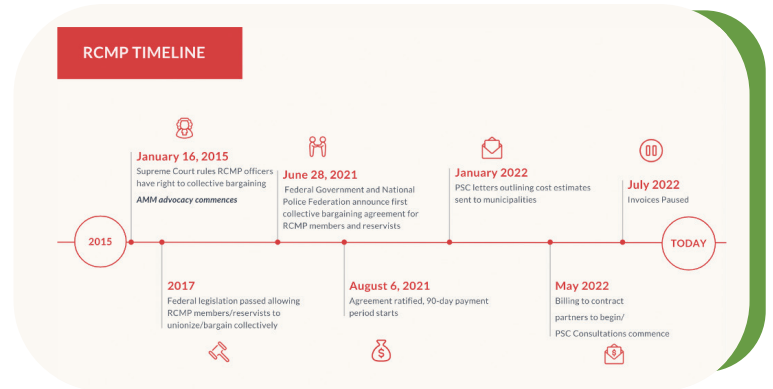 RCMP TIMELINE
January 16, 2015
Supreme Court rules RCMP officers
have right to collective bargaining
AMM advocacy commences
June 28, 2021
Federal Government and National
Police Federation announce first
collective bargaining agreement for
RCMP members and reservists
January 2022
PSC letters outlining cost estimates
sent to municipalities
July 2022
Invoices Paused
2015
TODAY
2017
Federal legislation passed allowing
RCMP members/reservists to
unionize/bargain collectively
August 6, 2021
Agreement ratified, 90-day payment
period starts
May 2022
Billing to contract
partners to begin/
PSC Consultations commence